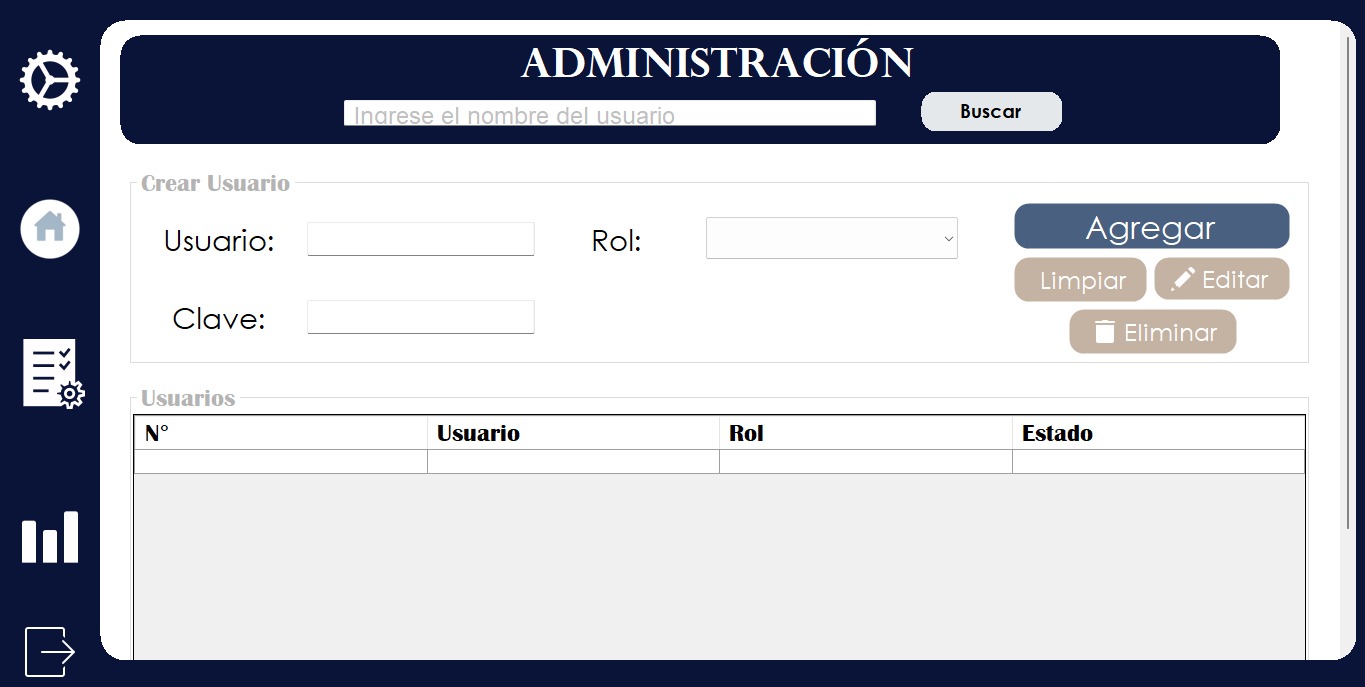 ADMINISTRACIÓN
Ingrese el nombre del usuario
Buscar
Crear Usuario
Usuario:
Rol:
Agregar
Limpiar
Editar
Clave:
Eliminar
Usuarios
N° Usuario Rol Estado